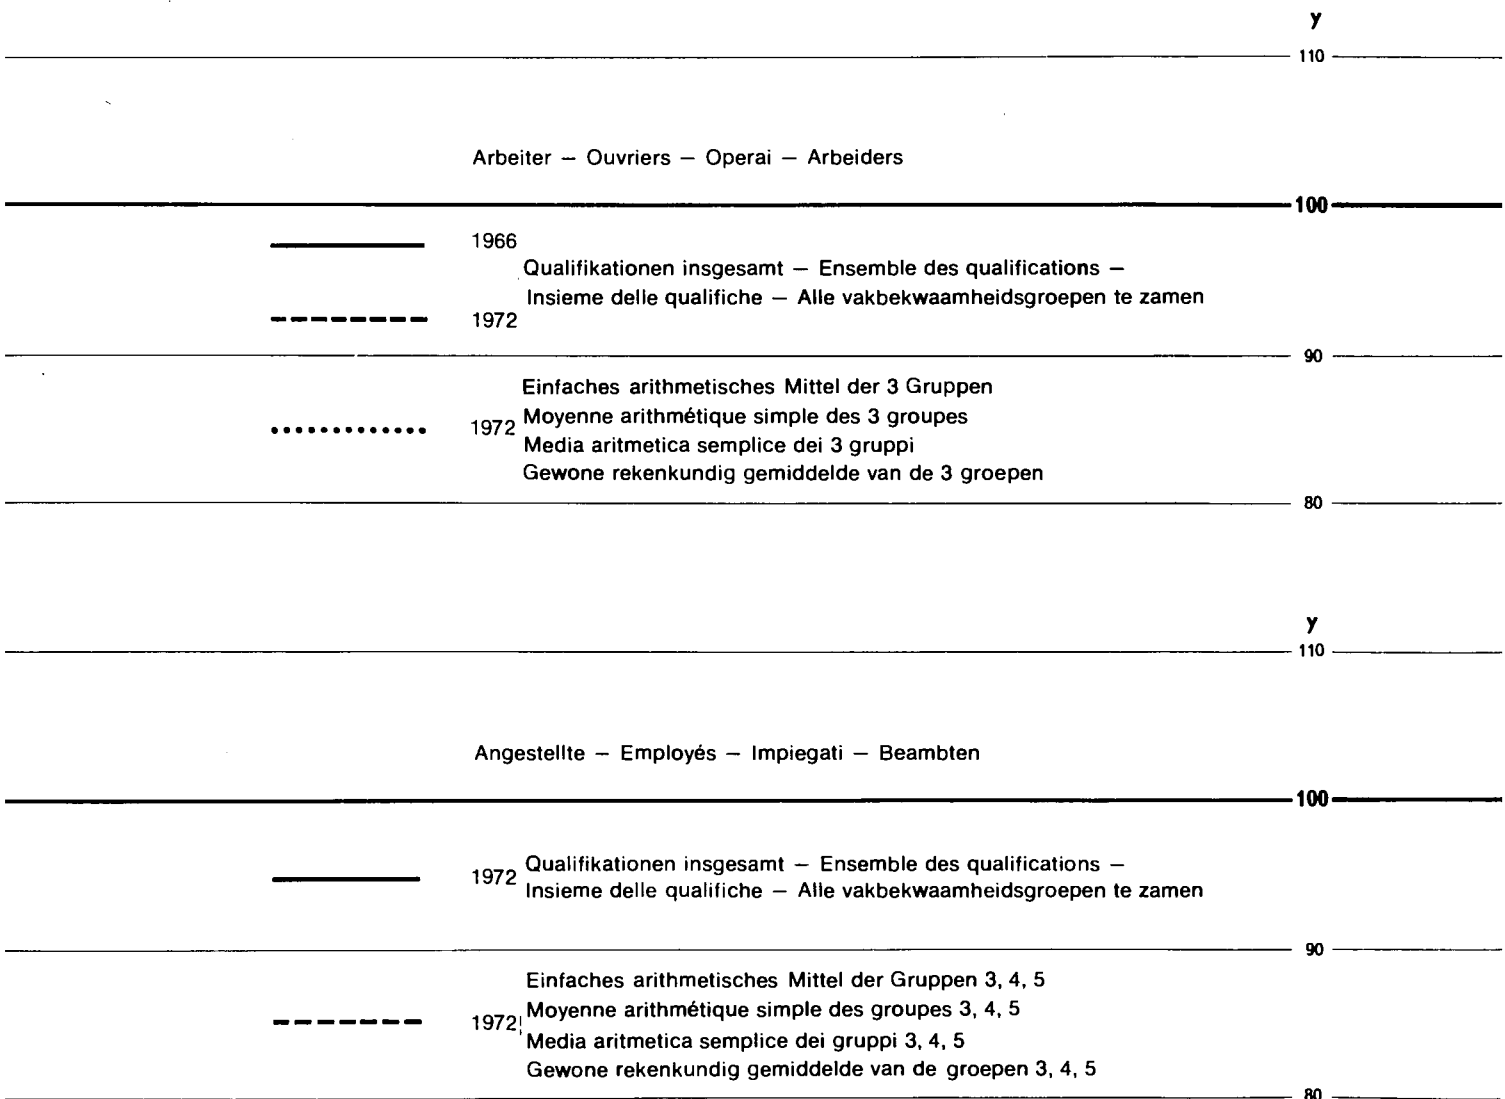 y
110
Arbeiter — Ouvriers — Operai — Arbeiders
100
1966
Qualifikationen insgesamt — Ensemble des qualifications —
Insieme delle qualifiche — Alle vakbekwaamheidsgroepen te zamen
1972
90
Einfaches arithmetisches Mittel der 3 Gruppen
1972 Moyenne arithmétique simple des 3 groupes
Media aritmetica semplice dei 3 gruppi
Gewone rekenkundig gemiddelde van de 3 groepen
80
y
110
Angestellte — Employés — Impiegati — Beambten
100
1972 Qualifikationen insgesamt — Ensemble des qualifications —
Insieme delle qualifiche — Alle vakbekwaamheidsgroepen te zamen
90
Einfaches arithmetisches Mittel der Gruppen 3, 4, 5
1972 Moyenne arithmétique simple des groupes 3, 4, 5
Media aritmetica semplice dei gruppi 3, 4, 5
Gewone rekenkundig gemiddelde van de groepen 3, 4, 5
80